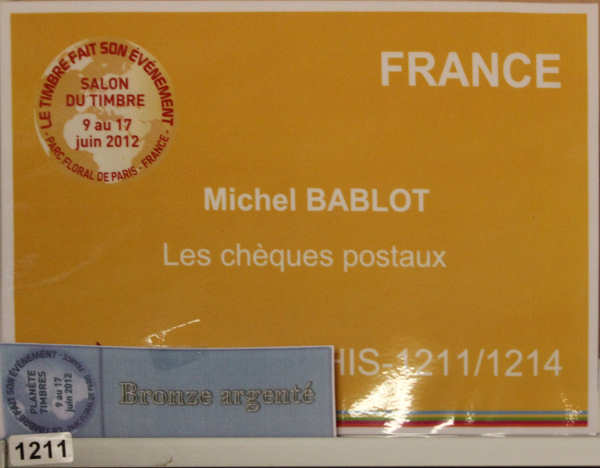 LE TIMBRE FAIT SON ÉVÉNEMENT
SALON
DU TIMBRE
9 au 17
juin 2012
- PARC FLORAL DE PARIS - FRANCE -
FRANCE
Michel BABLOT
Les chèques postaux
HIS-1211/1214
PLANÈTE
TIMBRES
9 au 17
juin 2012
Bronze argenté
1211